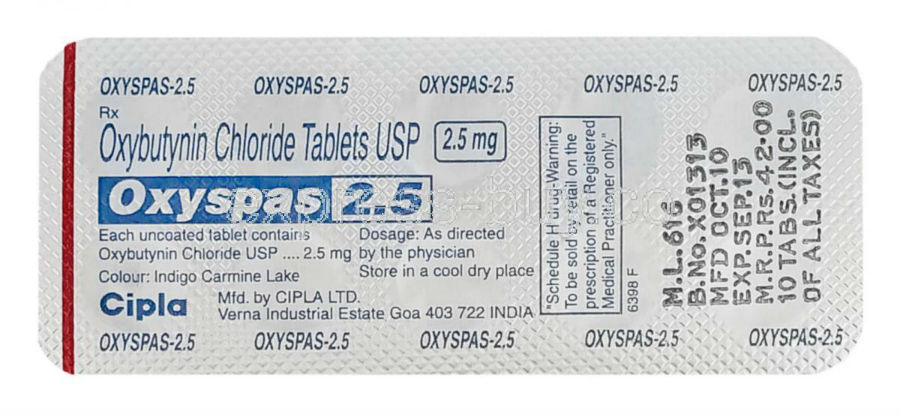 OXYSPAS-2.5 OXYSPAS-2.5 OXYSPAS-2.5 OXYSPAS-2.5 OXYSPAS-2.5
Rx
Oxybutynin Chloride Tablets USP 2.5 mg
Oxyspas 2.5
Each uncoated tablet contains
Oxybutynin Chloride USP .... 2.5 mg
Colour: Indigo Carmine Lake
Dosage: As directed
by the physician
Store in a cool dry place
Cipla
Mfd. by CIPLA LTD.
Verna Industrial Estate Goa 403 722 INDIA
"Schedule H drug-Warning:
To be sold by retail on the
prescription of a Registered
Medical Practitioner only."
6398 F
M.L.616
B.No.X01313
MFD OCT.10
EXP.SEP.13
M.R.P.Rs.42-00
10 TABS.(INCL.
OF ALL TAXES)
OXYSPAS-2.5 OXYSPAS-2.5 OXYSPAS-2.5 OXYSPAS-2.5 OXYSPAS-2.5